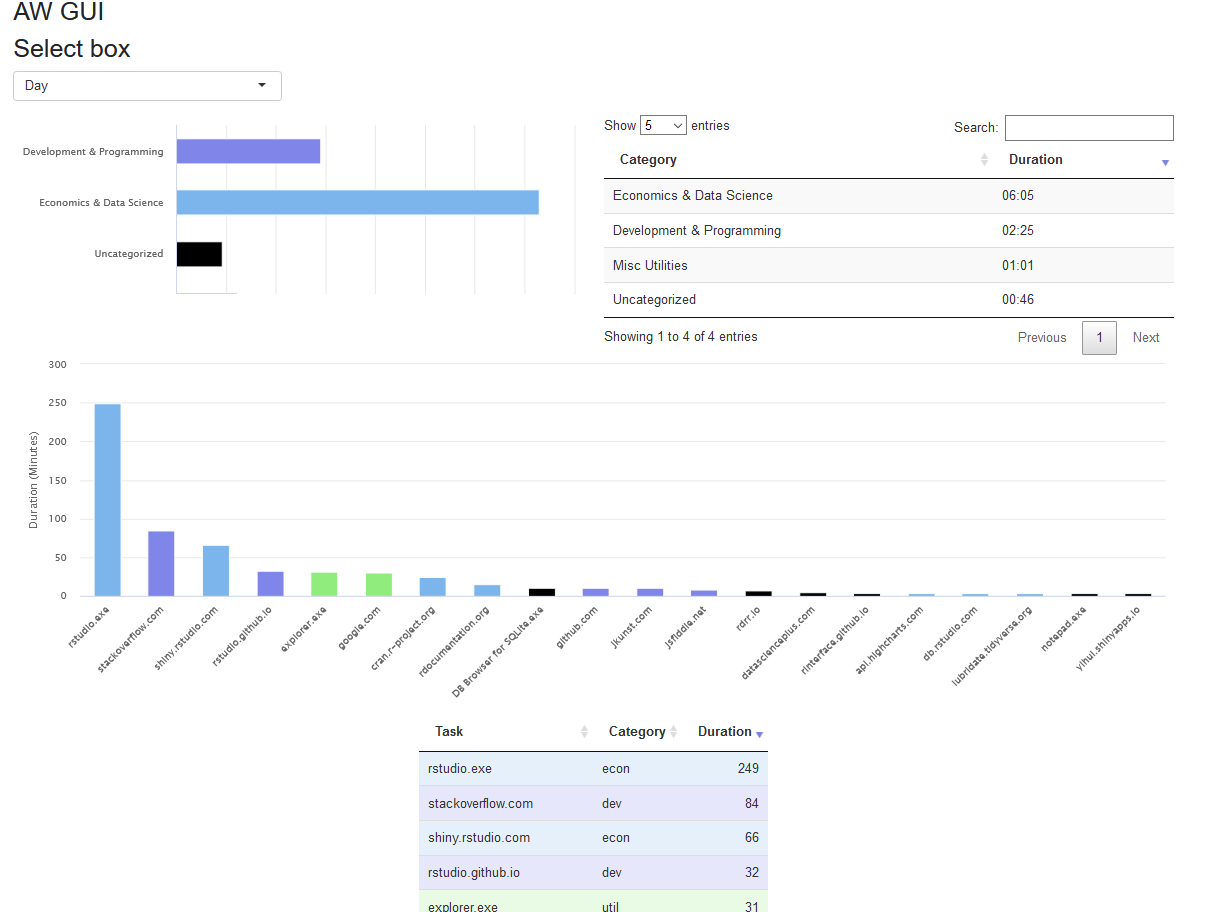 AW GUI
Select box
Day
Development & Programming
Economics & Data Science
Uncategorized
Show 5 entries
Search:
Category Duration
Economics & Data Science 06:05
Development & Programming 02:25
Misc Utilities 01:01
Uncategorized 00:46
Showing 1 to 4 of 4 entries
Previous 1 Next
Duration (Minutes)
300
250
200
150
100
50
0
rstudio.exe
stackoverflow.com
shiny.rstudio.com
rstudio.github.io
explorer.exe
google.com
cran.r-project.org
rdocumentation.org
DB Browser for SQLite.exe
github.com
jkunst.com
jsfiddle.net
rdrr.io
datascienceplus.com
rinterface.github.io
api.highcharts.com
db.rstudio.com
lubridate.tidyverse.org
notepad.exe
yihui.shinyapps.io
Task Category Duration
rstudio.exe econ 249
stackoverflow.com dev 84
shiny.rstudio.com econ 66
rstudio.github.io dev 32
explorer.exe util 31